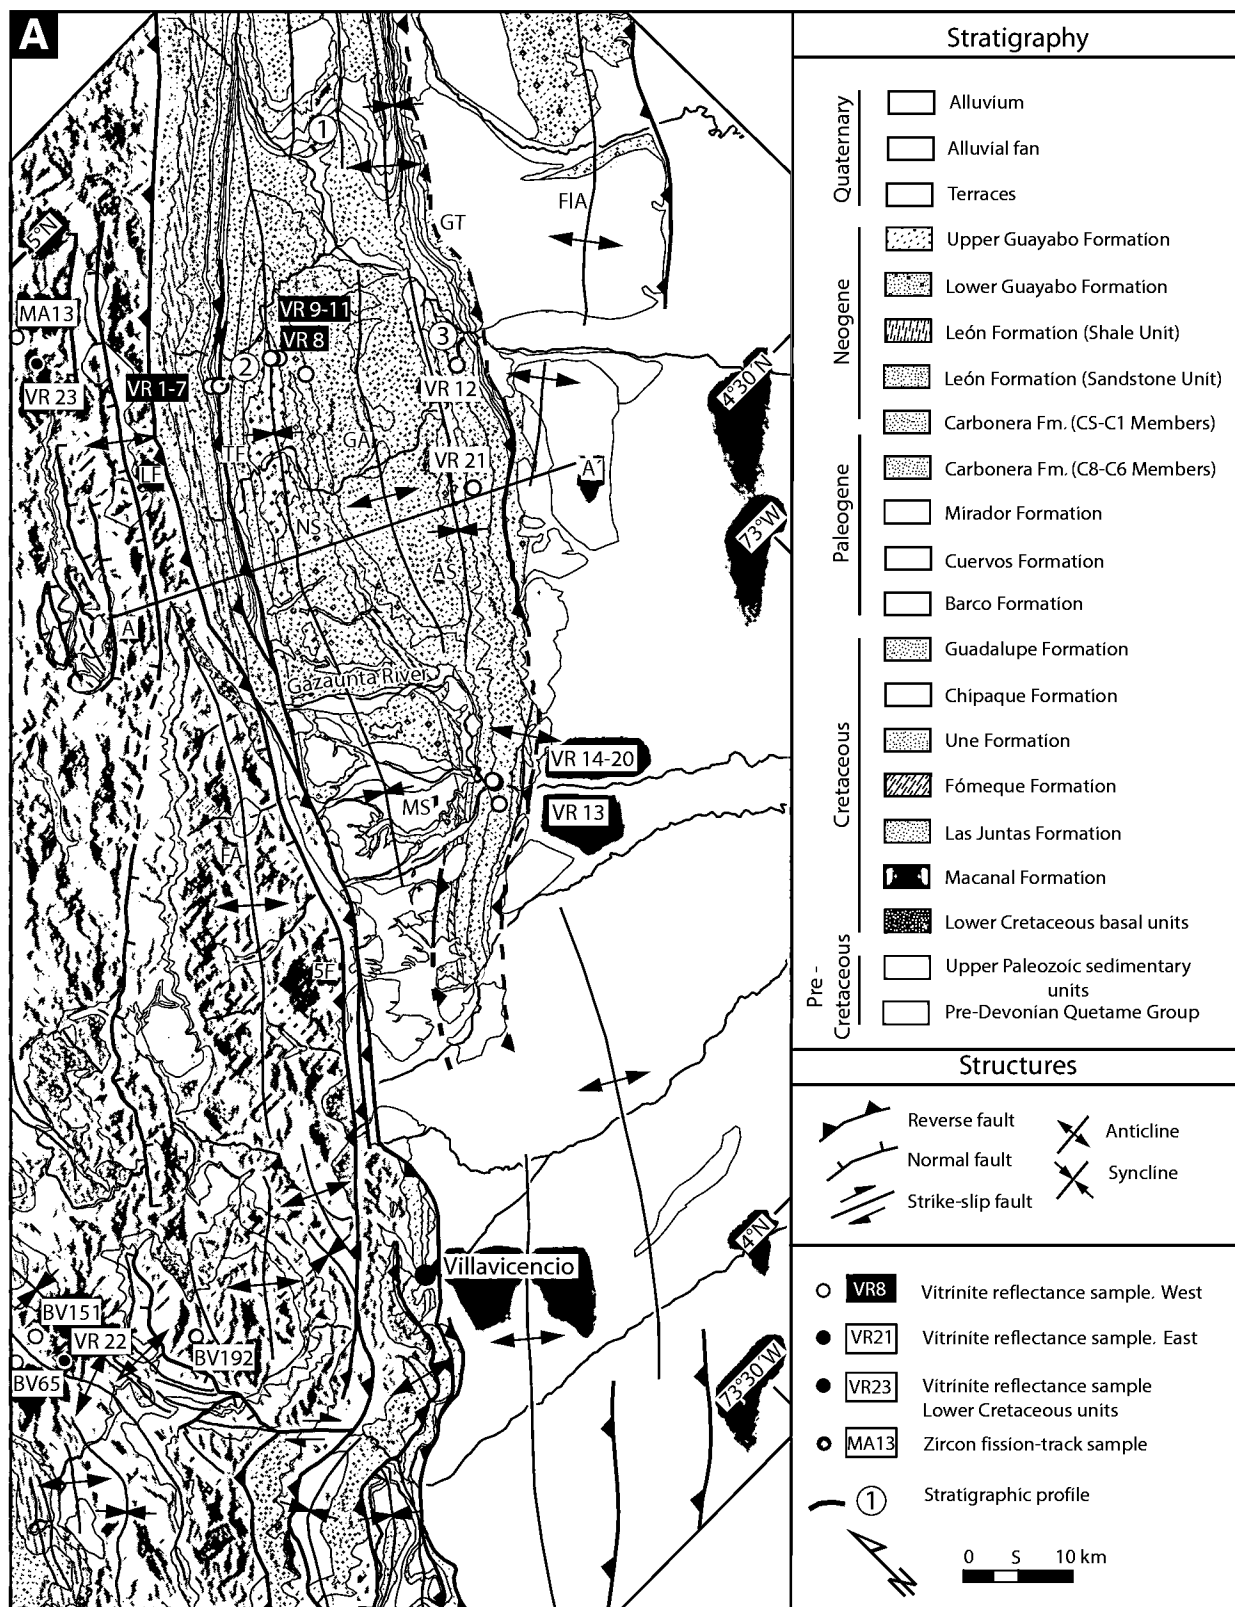 A
1
FIA
GT
5°N
MA13
VR 9-11
VR 8
3
2
VR 23
VR 1-7
VR 12
4°30'N
TF
GA
LF
VR 21
A'
NS
73°W
AS
A
Gazaunta River
VR 14-20
MS
VR 13
FA
5F
4°N
Villavicencio
BV151
VR 22
BV192
BV65
73°30'W
Stratigraphy
Quaternary
Alluvium
Alluvial fan
Terraces
Neogene
Upper Guayabo Formation
Lower Guayabo Formation
León Formation (Shale Unit)
León Formation (Sandstone Unit)
Carbonera Fm. (CS-C1 Members)
Paleogene
Carbonera Fm. (C8-C6 Members)
Mirador Formation
Cuervos Formation
Barco Formation
Cretaceous
Guadalupe Formation
Chipaque Formation
Une Formation
Fómeque Formation
Las Juntas Formation
Macanal Formation
Lower Cretaceous basal units
Pre -
Cretaceous
Upper Paleozoic sedimentary
units
Pre-Devonian Quetame Group
Structures
Reverse fault
Anticline
Normal fault
Syncline
Strike-slip fault
VR8 Vitrinite reflectance sample. West
VR21 Vitrinite reflectance sample. East
VR23 Vitrinite reflectance sample
Lower Cretaceous units
MA13 Zircon fission-track sample
1 Stratigraphic profile
N
0 S 10 km